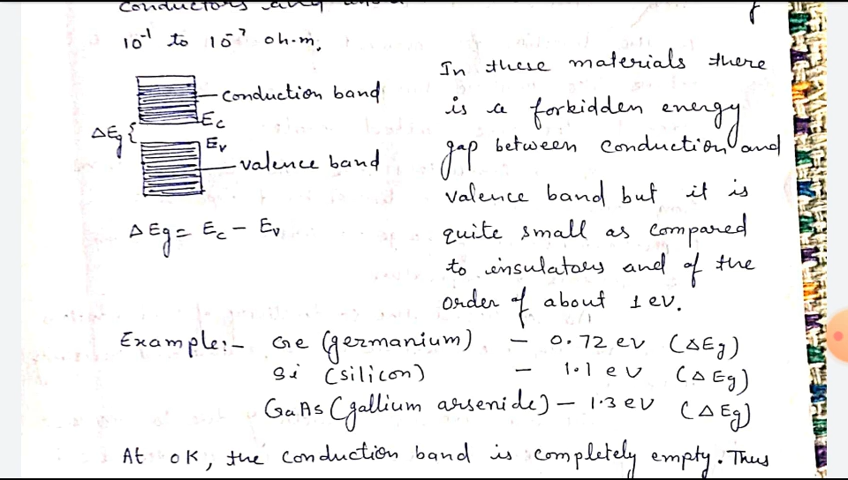 10⁻¹ to 10⁻⁷ oh.m.
conduction band
Ec
ΔEg{
Ev
valence band
ΔEg = Ec − Ev
In these materials there
is a forbidden energy
gap between conduction and
valence band but it is
quite small as compared
to insulators and of the
order of about 1 ev.
Example:- Ge (germanium) - 0.72 ev (ΔEg)
Si (silicon) - 1.1 ev (ΔEg)
GaAs (gallium arsenide) - 1.3 ev (ΔEg)
At 0K, the conduction band is completely empty. Thus